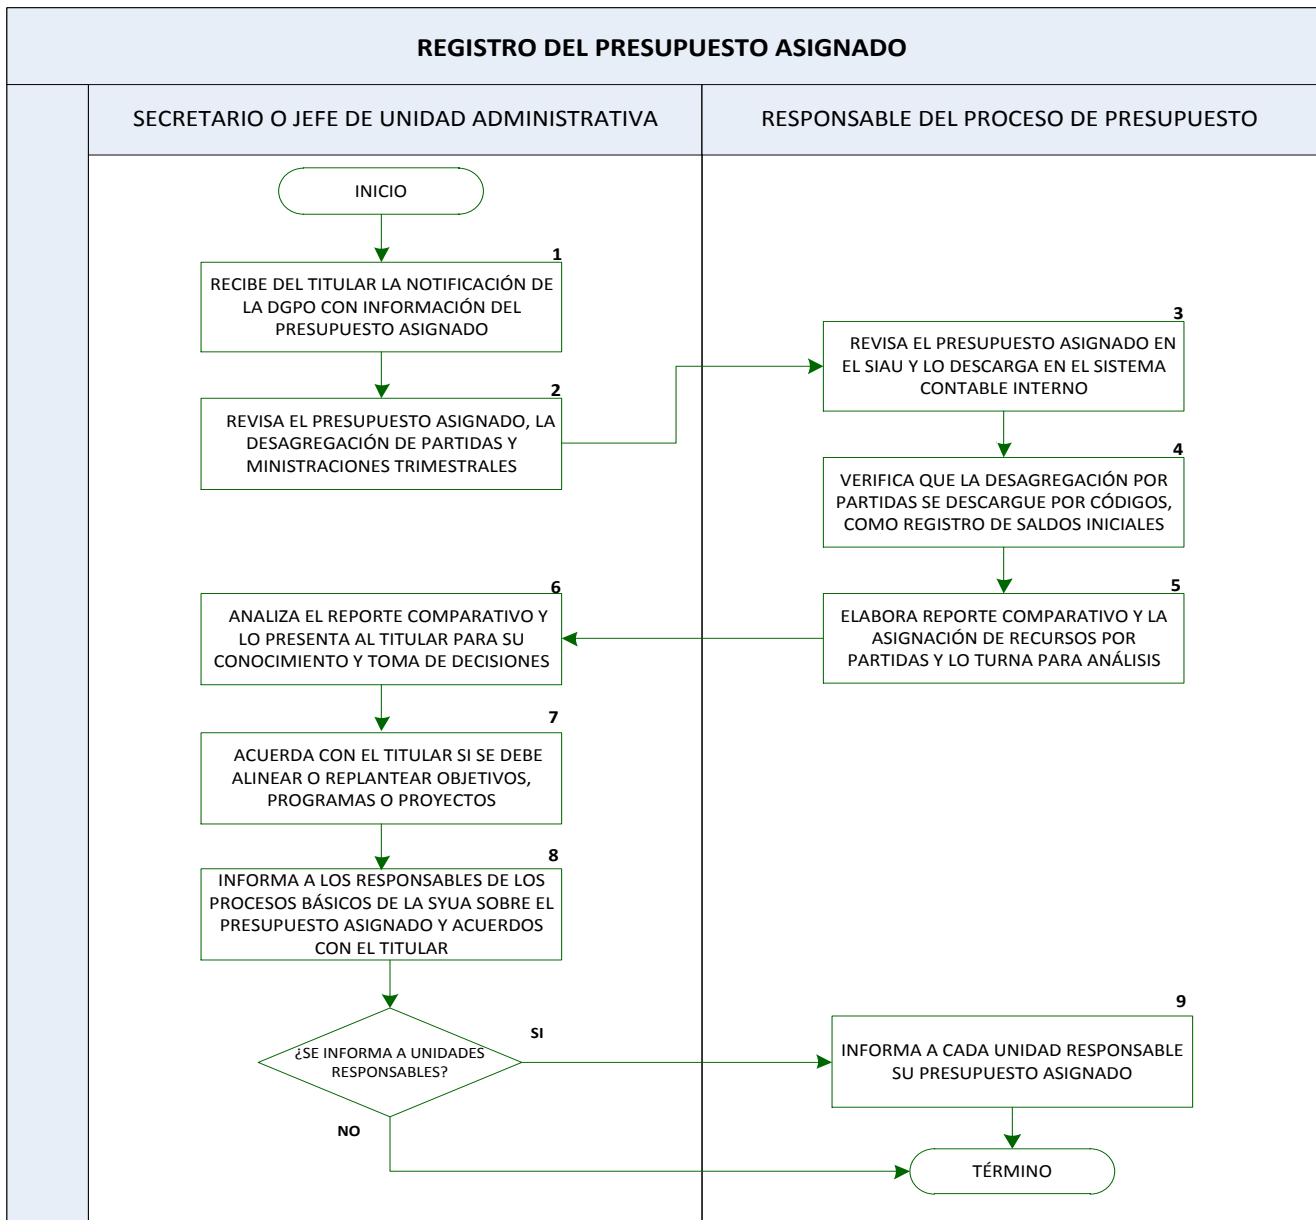 REGISTRO DEL PRESUPUESTO ASIGNADO
SECRETARIO O JEFE DE UNIDAD ADMINISTRATIVA
RESPONSABLE DEL PROCESO DE PRESUPUESTO
INICIO
1
RECIBE DEL TITULAR LA NOTIFICACIÓN DE
LA DGPO CON INFORMACIÓN DEL
PRESUPUESTO ASIGNADO
2
REVISA EL PRESUPUESTO ASIGNADO, LA
DESAGREGACIÓN DE PARTIDAS Y
MINISTRACIONES TRIMESTRALES
3
REVISA EL PRESUPUESTO ASIGNADO EN
EL SIAU Y LO DESCARGA EN EL SISTEMA
CONTABLE INTERNO
4
VERIFICA QUE LA DESAGREGACIÓN POR
PARTIDAS SE DESCARGUE POR CÓDIGOS,
COMO REGISTRO DE SALDOS INICIALES
5
ELABORA REPORTE COMPARATIVO Y LA
ASIGNACIÓN DE RECURSOS POR
PARTIDAS Y LO TURNA PARA ANÁLISIS
6
ANALIZA EL REPORTE COMPARATIVO Y
LO PRESENTA AL TITULAR PARA SU
CONOCIMIENTO Y TOMA DE DECISIONES
7
ACUERDA CON EL TITULAR SI SE DEBE
ALINEAR O REPLANTEAR OBJETIVOS,
PROGRAMAS O PROYECTOS
8
INFORMA A LOS RESPONSABLES DE LOS
PROCESOS BÁSICOS DE LA SYUA SOBRE EL
PRESUPUESTO ASIGNADO Y ACUERDOS
CON EL TITULAR
¿SE INFORMA A UNIDADES
RESPONSABLES?
SI
NO
9
INFORMA A CADA UNIDAD RESPONSABLE
SU PRESUPUESTO ASIGNADO
TÉRMINO